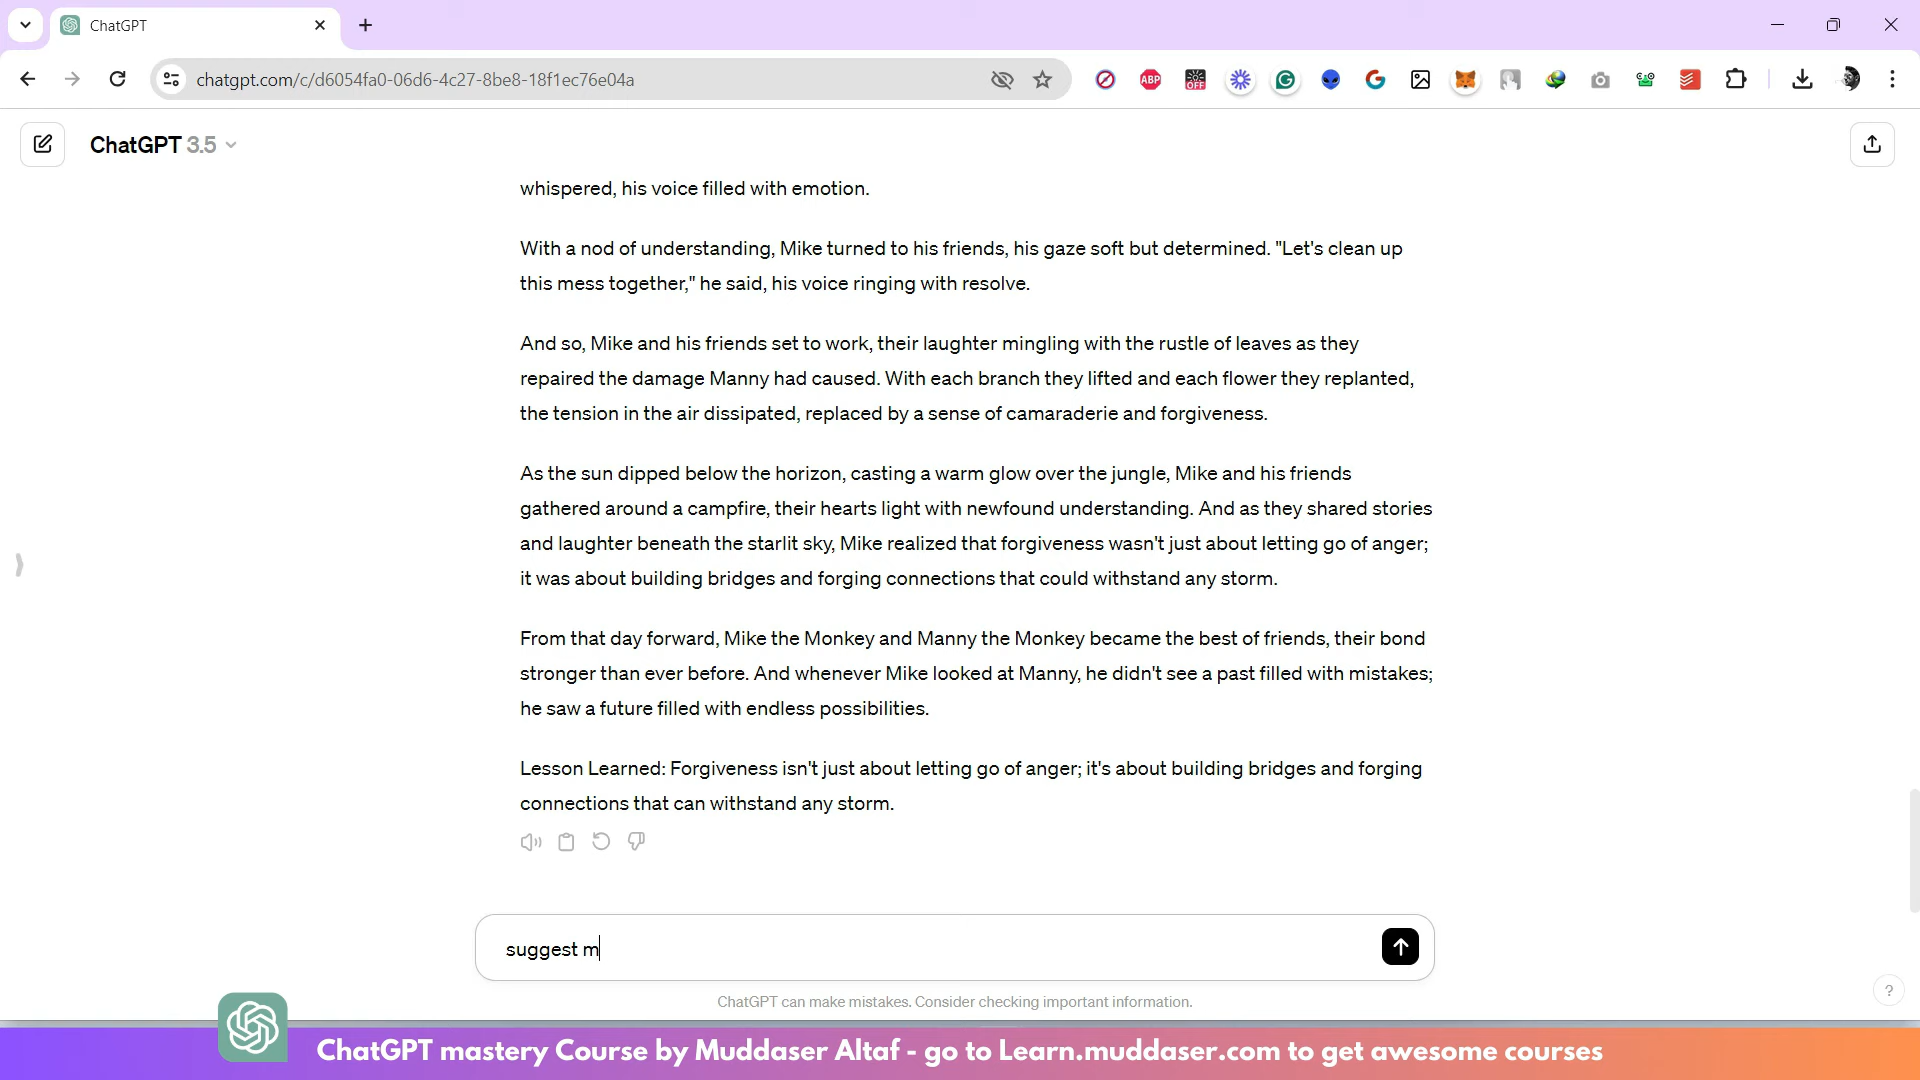 ChatGPT
chatgpt.com/c/d6054fa0-06d6-4c27-8be8-18f1ec76e04a
ABP
OFF
ChatGPT 3.5
whispered, his voice filled with emotion.
With a nod of understanding, Mike turned to his friends, his gaze soft but determined. "Let's clean up
this mess together," he said, his voice ringing with resolve.
And so, Mike and his friends set to work, their laughter mingling with the rustle of leaves as they
repaired the damage Manny had caused. With each branch they lifted and each flower they replanted,
the tension in the air dissipated, replaced by a sense of camaraderie and forgiveness.
As the sun dipped below the horizon, casting a warm glow over the jungle, Mike and his friends
gathered around a campfire, their hearts light with newfound understanding. And as they shared stories
and laughter beneath the starlit sky, Mike realized that forgiveness wasn't just about letting go of anger;
it was about building bridges and forging connections that could withstand any storm.
From that day forward, Mike the Monkey and Manny the Monkey became the best of friends, their bond
stronger than ever before. And whenever Mike looked at Manny, he didn't see a past filled with mistakes;
he saw a future filled with endless possibilities.
Lesson Learned: Forgiveness isn't just about letting go of anger; it's about building bridges and forging
connections that can withstand any storm.
suggest m
ChatGPT can make mistakes. Consider checking important information.
?
ChatGPT mastery Course by Muddaser Altaf - go to Learn.muddaser.com to get awesome courses